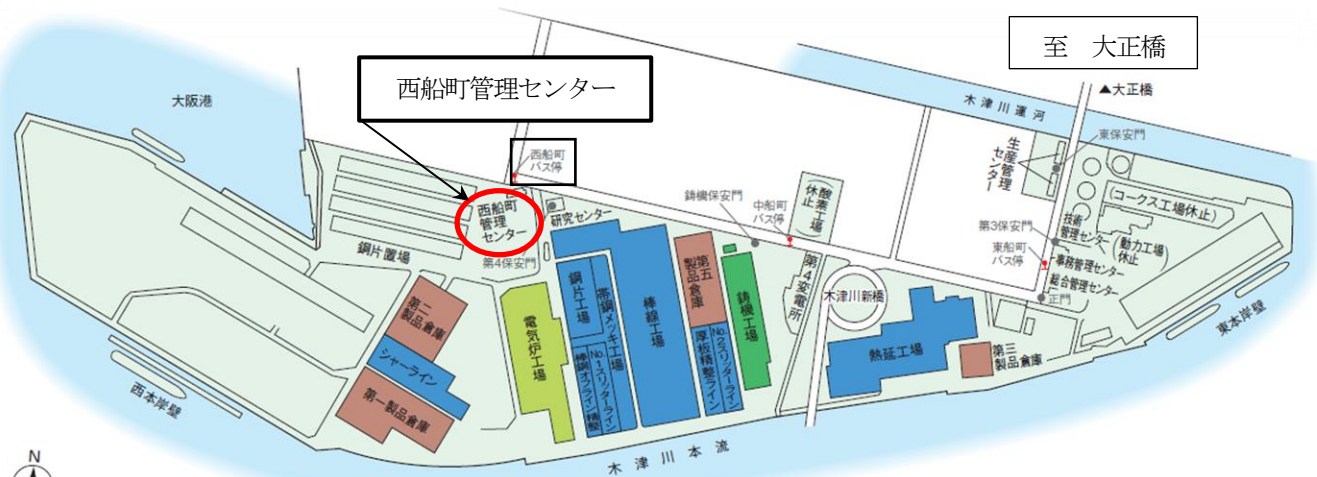 至　大正橋
西船町管理センター
大阪港
木津川運河
▲大正橋
東保安門
生産管理
センター
西船町
バス停
鋳機保安門
中船町
バス停
(酸素工場
休止)
(コークス工場休止)
西船町
管理
センター
研究センター
第3保安門
技術
管理センター
(動力工場
休止)
東船町
バス停
事務管理センター
総合管理センター
正門
鋼片置場
第4保安門
第二
製品倉庫
シャーライン
第一製品倉庫
西本岸壁
電気炉工場
鋼片工場
帯鋼メッキ工場
棒鋼オフライン精整
No.1スリッターライン
棒線工場
第五
製品倉庫
厚板精整ライン
No.2スリッターライン
鋳機工場
第4変電所
木津川新橋
熱延工場
第三
製品倉庫
東本岸壁
木津川本流
N